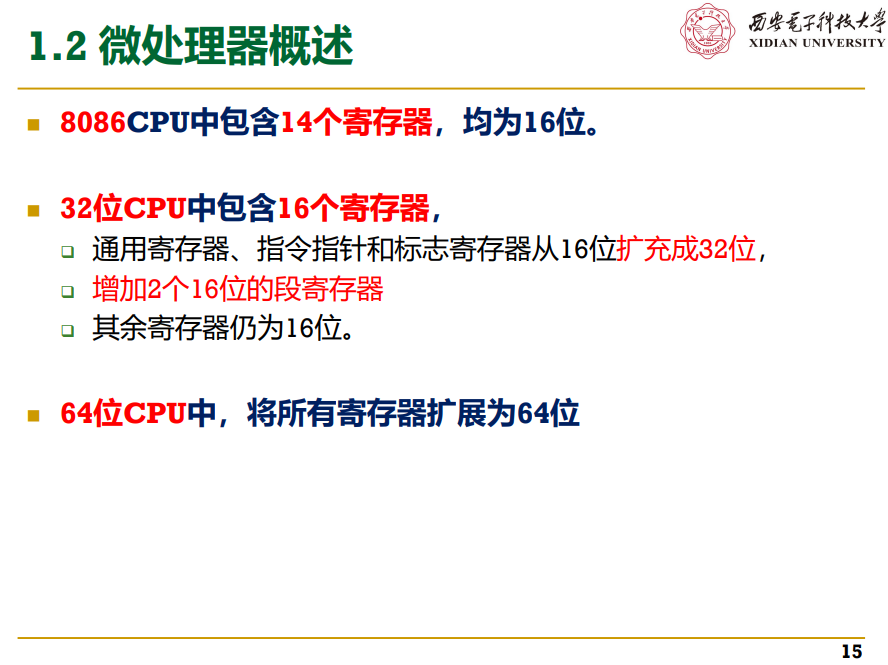 1.2 微处理器概述
西安电子科技大学
XIDIAN UNIVERSITY
8086CPU中包含14个寄存器，均为16位。
32位CPU中包含16个寄存器，
通用寄存器、指令指针和标志寄存器从16位扩充成32位，
增加2个16位的段寄存器
其余寄存器仍为16位。
64位CPU中，将所有寄存器扩展为64位
15